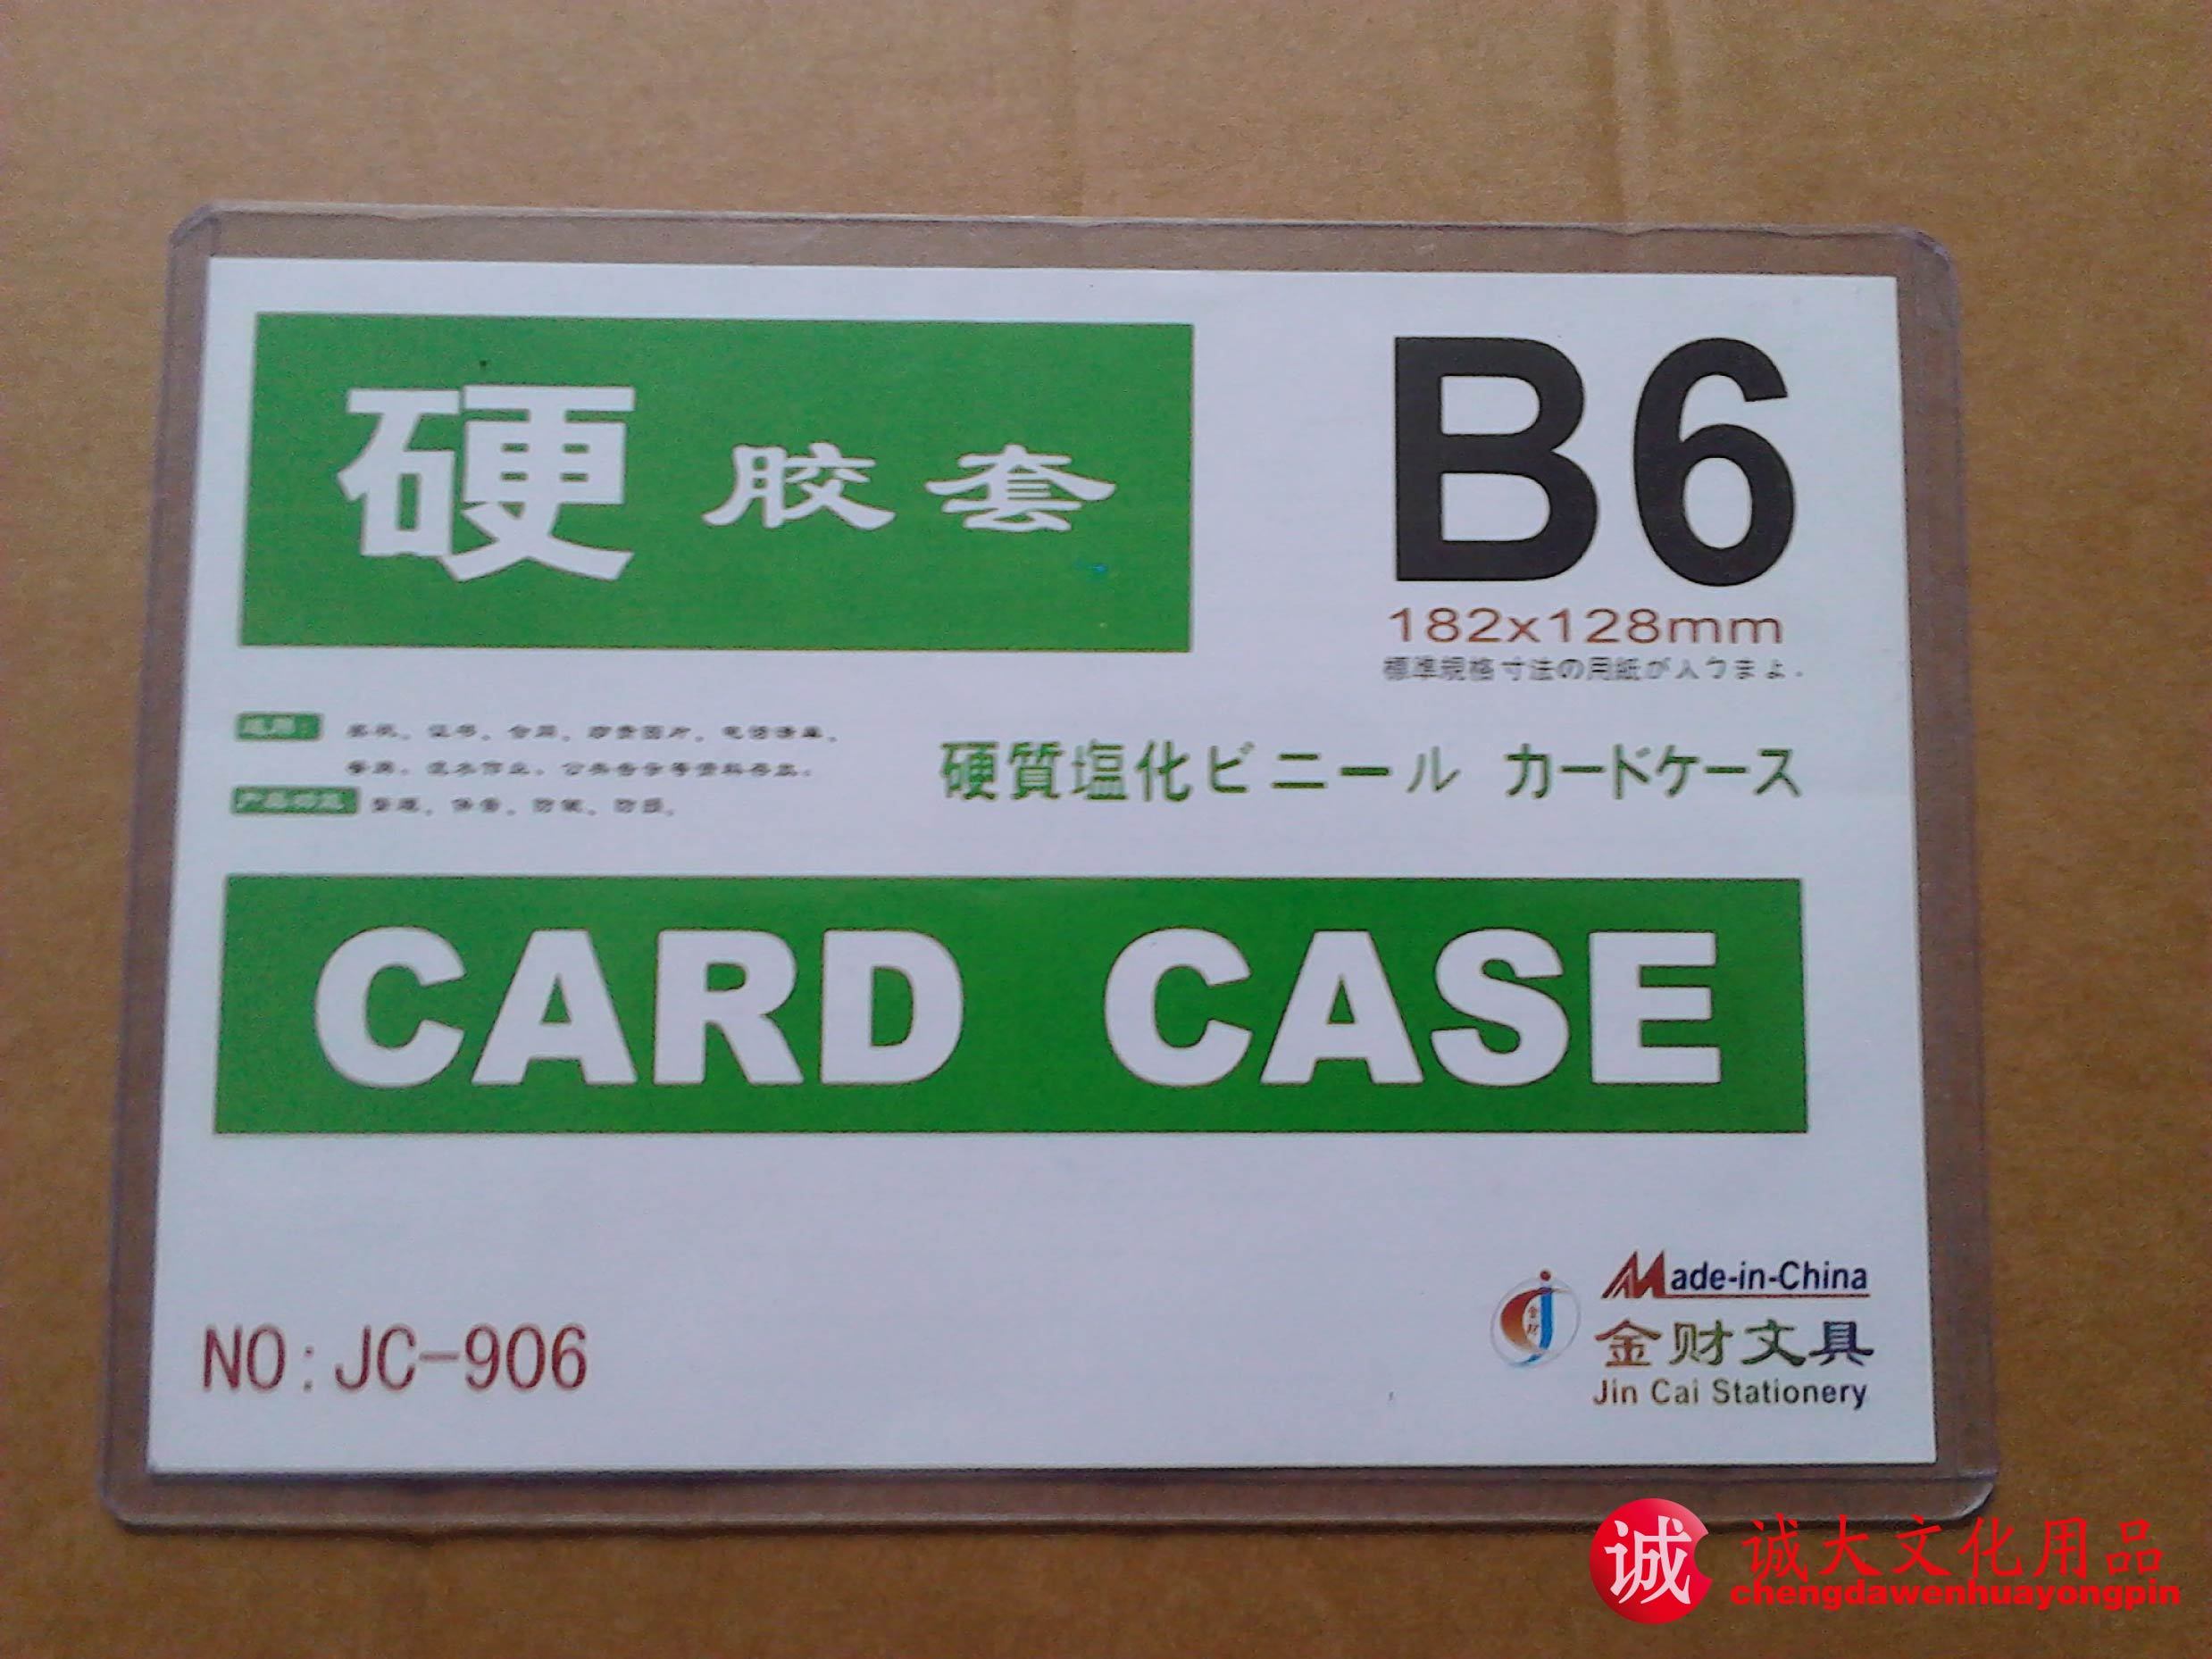 硬胶套
B6
182x128mm
標準規格寸法の用紙が入りまよ.
硬質塩化ビニール カードケース
CARD CASE
NO:JC-906
Made-in-China
金财文具
Jin Cai Stationery
诚 诚大文化用品
chengdawenhuayongpin